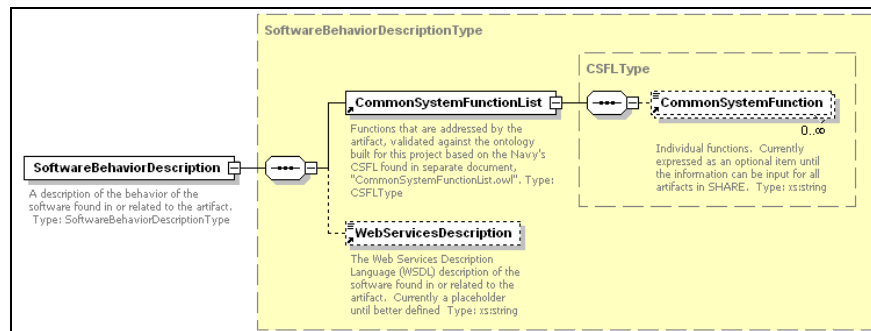 SoftwareBehaviorDescriptionType
CSFLType
CommonSystemFunctionList
CommonSystemFunction
0..∞
Functions that are addressed by the
artifact, validated against the ontology
built for this project based on the Navy's
CSFL found in separate document,
"CommonSystemFunctionList.owl". Type:
CSFLType
Individual functions. Currently
expressed as an optional item until
the information can be input for all
artifacts in SHARE. Type: xs:string
SoftwareBehaviorDescription
A description of the behavior of the
software found in or related to the artifact.
Type: SoftwareBehaviorDescriptionType
WebServicesDescription
The Web Services Description
Language (WSDL) description of the
software found in or related to the
artifact. Currently a placeholder
until better defined Type: xs:string